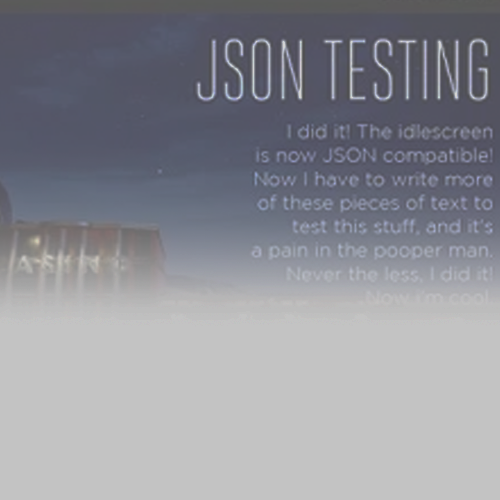 JSON TESTING
I did it! The idlescreen
is now JSON compatible!
Now I have to write more
of these pieces of text to
test this stuff, and it's
a pain in the pooper man.
Never the less, I did it!
Now i'm cool.